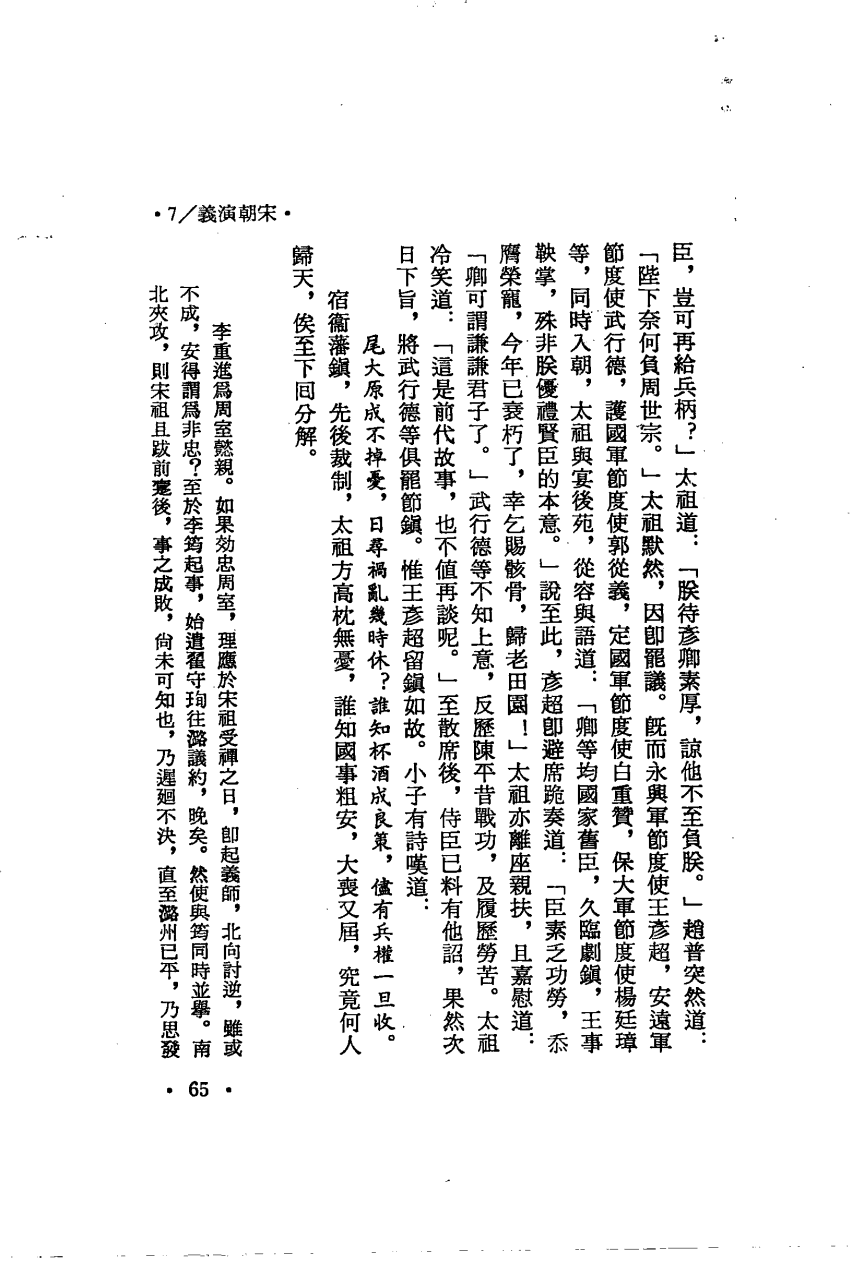 •宋朝演義／7•
臣，豈可再給兵柄？」太祖道：「朕待彥卿素厚，諒他不至負朕。」趙普突然道：
「陛下奈何負周世宗。」太祖默然，因卽罷議。旣而永興軍節度使王彥超，安遠軍
節度使武行德，護國軍節度使郭從義，定國軍節度使白重贊，保大軍節度使楊廷璋
等，同時入朝，太祖與宴後苑，從容與語道：「卿等均國家舊臣，久臨劇鎭，王事
鞅掌，殊非朕優禮賢臣的本意。」說至此，彥超卽避席跪奏道：「臣素乏功勞，忝
膺榮寵，今年已衰朽了，幸乞賜骸骨，歸老田園！」太祖亦離座親扶，且嘉慰道：
「卿可謂謙謙君子了。」武行德等不知上意，反歷陳平昔戰功，及履歷勞苦。太祖
冷笑道：「這是前代故事，也不值再談呢。」至散席後，侍臣已料有他詔，果然次
日下旨，將武行德等俱罷節鎭。惟王彥超留鎭如故。小子有詩嘆道：
尾大原成不掉憂，日尋禍亂幾時休？誰知杯酒成良策，儘有兵權一旦收。
宿衞藩鎭，先後裁制，太祖方高枕無憂，誰知國事粗安，大喪又屆，究竟何人
歸天，俟至下囘分解。
李重進爲周室懿親。如果効忠周室，理應於宋祖受禪之日，卽起義師，北向討逆，雖或
不成，安得謂爲非忠？至於李筠起事，始遣翟守珣往潞議約，晚矣。然使與筠同時並擧。南
北夾攻，則宋祖且跋前疐後，事之成敗，尙未可知也，乃遲廻不決，直至潞州已平，乃思發
•65•